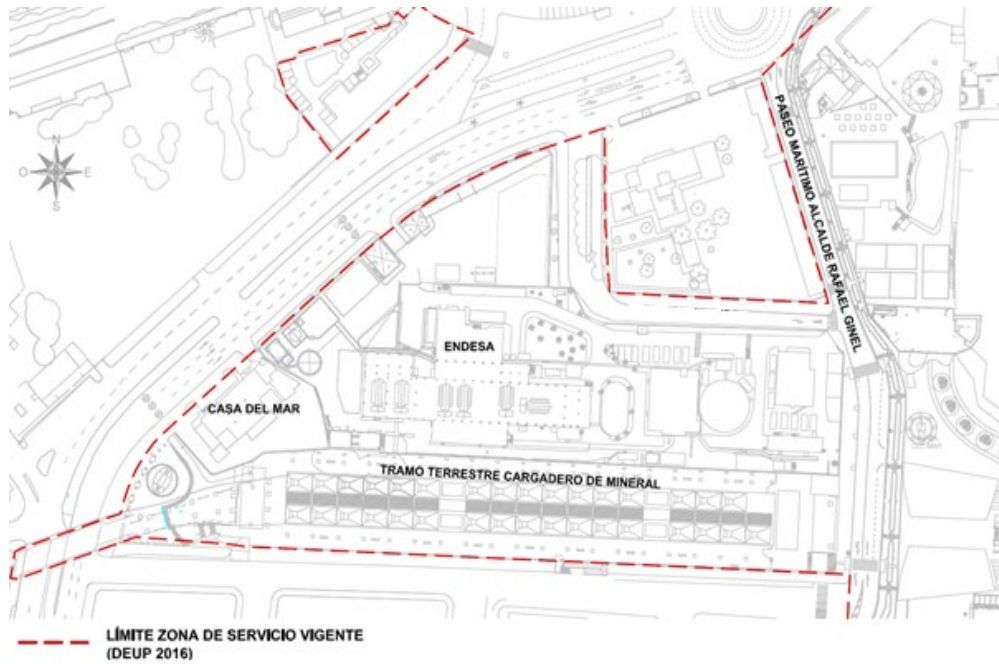 N
O E
S
PASEO MARÍTIMO ALCALDE RAFAEL GINEL
ENDESA
CASA DEL MAR
TRAMO TERRESTRE CARGADERO DE MINERAL
LÍMITE ZONA DE SERVICIO VIGENTE
(DEUP 2016)